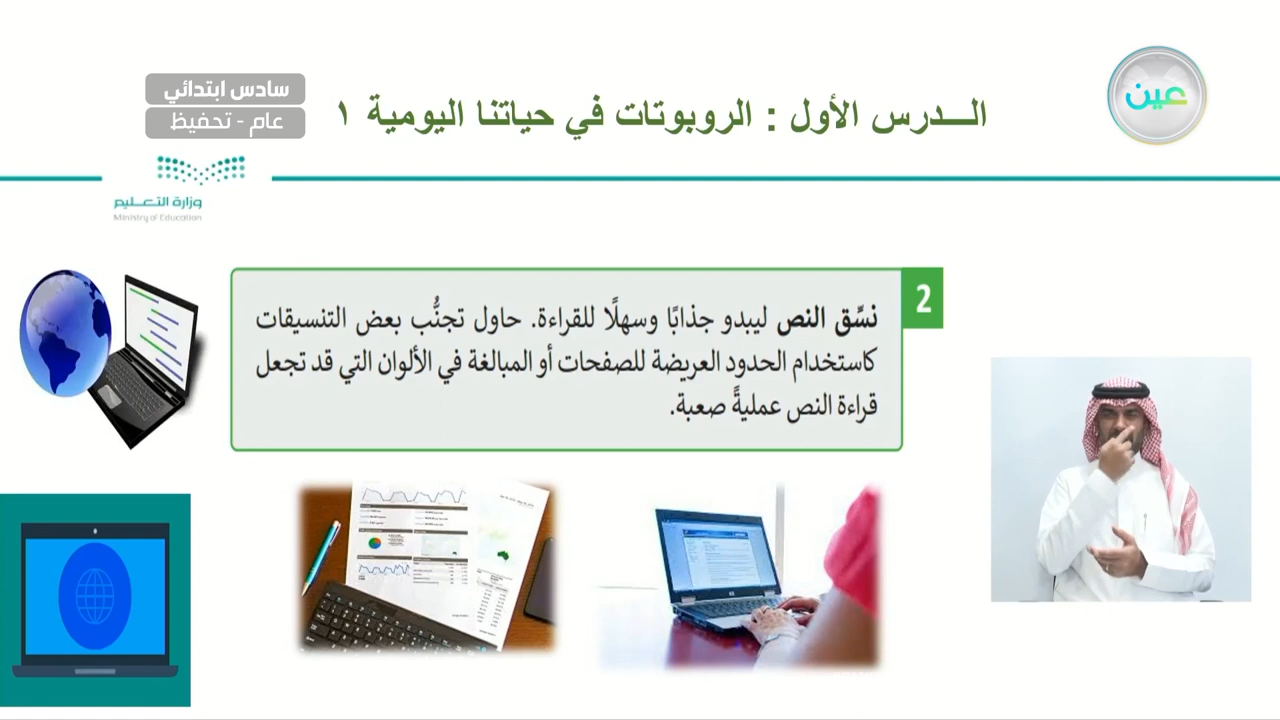 عين
الـــدرس الأول : الروبوتات في حياتنا اليومية ١
سادس ابتدائي
عام - تحفيظ
وزارة التعـــليم
Ministry of Education
2
نسِّق النص ليبدو جذابًا وسهلًا للقراءة. حاول تجنُّب بعض التنسيقات
كاستخدام الحدود العريضة للصفحات أو المبالغة في الألوان التي قد تجعل
قراءة النص عمليةً صعبة.